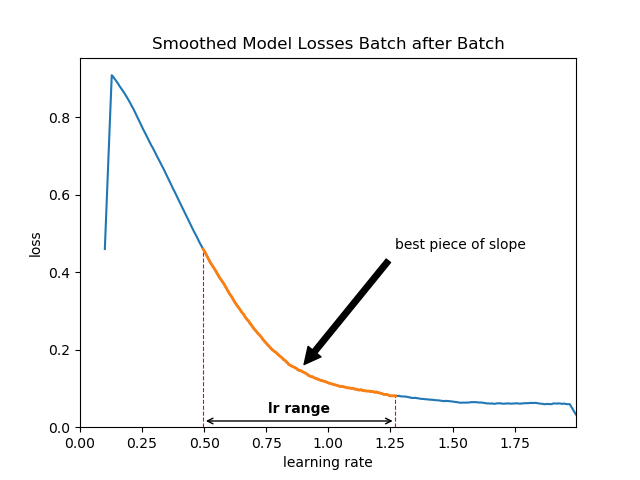 Smoothed Model Losses Batch after Batch
0.8
0.6
0.4
0.2
0.0
loss
best piece of slope
lr range
0.00 0.25 0.50 0.75 1.00 1.25 1.50 1.75
learning rate